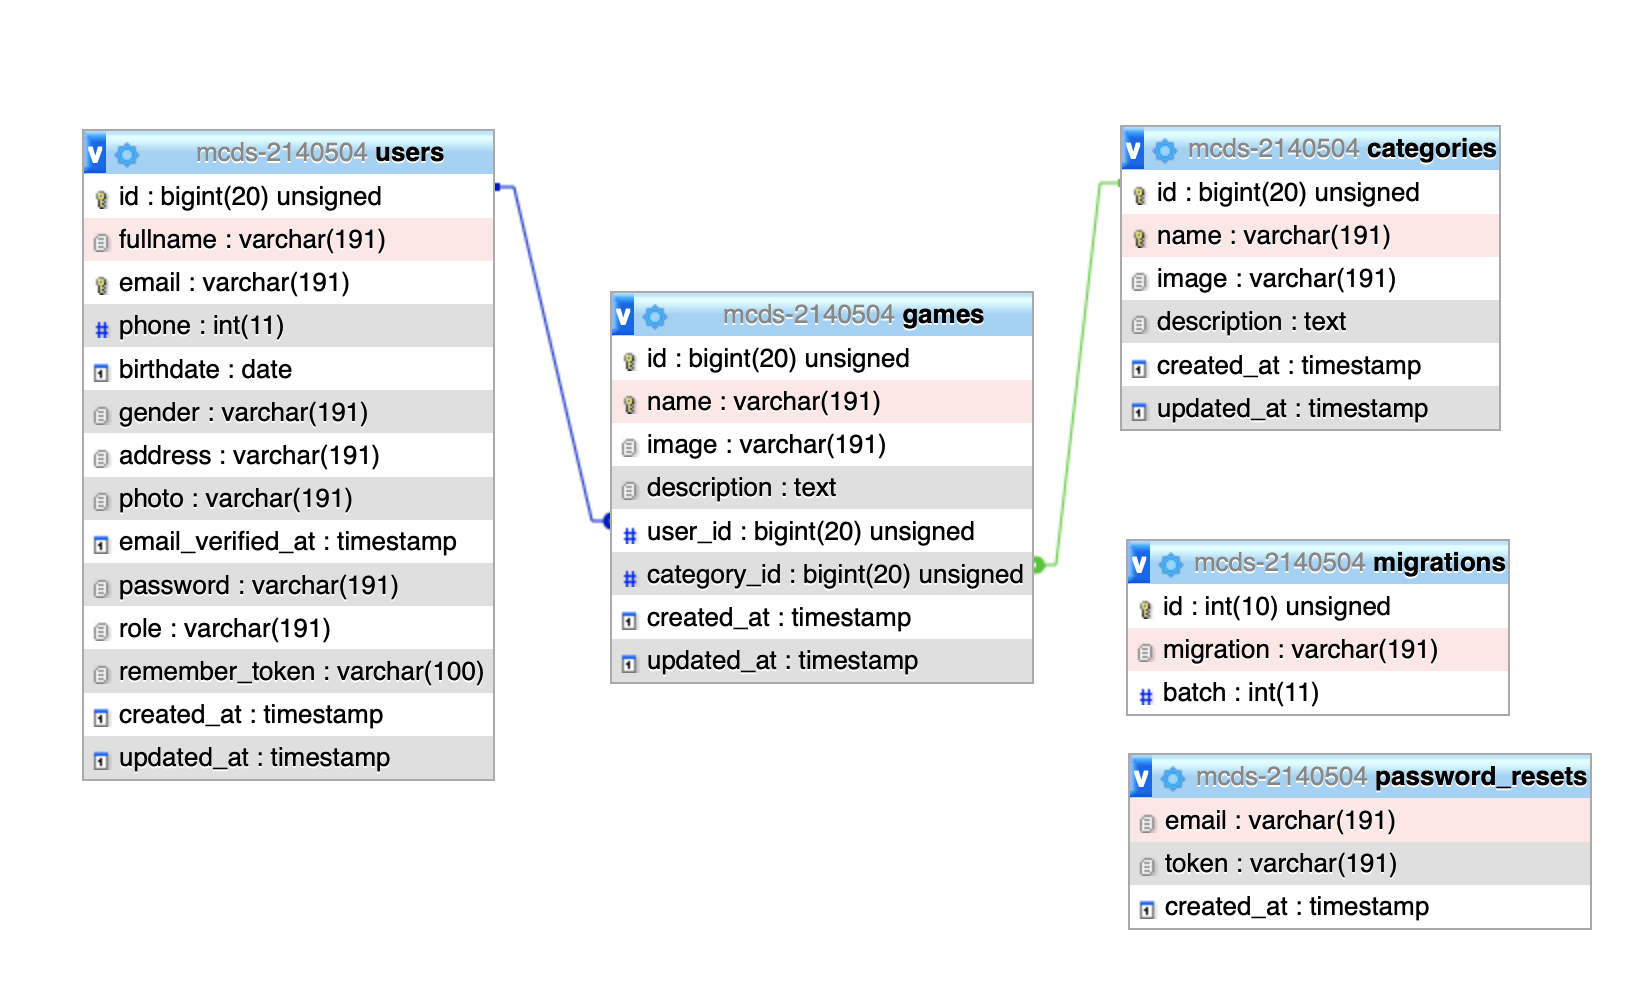 v mcds-2140504 users
id : bigint(20) unsigned
fullname : varchar(191)
email : varchar(191)
# phone : int(11)
birthdate : date
gender : varchar(191)
address : varchar(191)
photo : varchar(191)
email_verified_at : timestamp
password : varchar(191)
role : varchar(191)
remember_token : varchar(100)
created_at : timestamp
updated_at : timestamp
v mcds-2140504 games
id : bigint(20) unsigned
name : varchar(191)
image : varchar(191)
description : text
# user_id : bigint(20) unsigned
# category_id : bigint(20) unsigned
created_at : timestamp
updated_at : timestamp
v mcds-2140504 categories
id : bigint(20) unsigned
name : varchar(191)
image : varchar(191)
description : text
created_at : timestamp
updated_at : timestamp
v mcds-2140504 migrations
id : int(10) unsigned
migration : varchar(191)
# batch : int(11)
v mcds-2140504 password_resets
email : varchar(191)
token : varchar(191)
created_at : timestamp